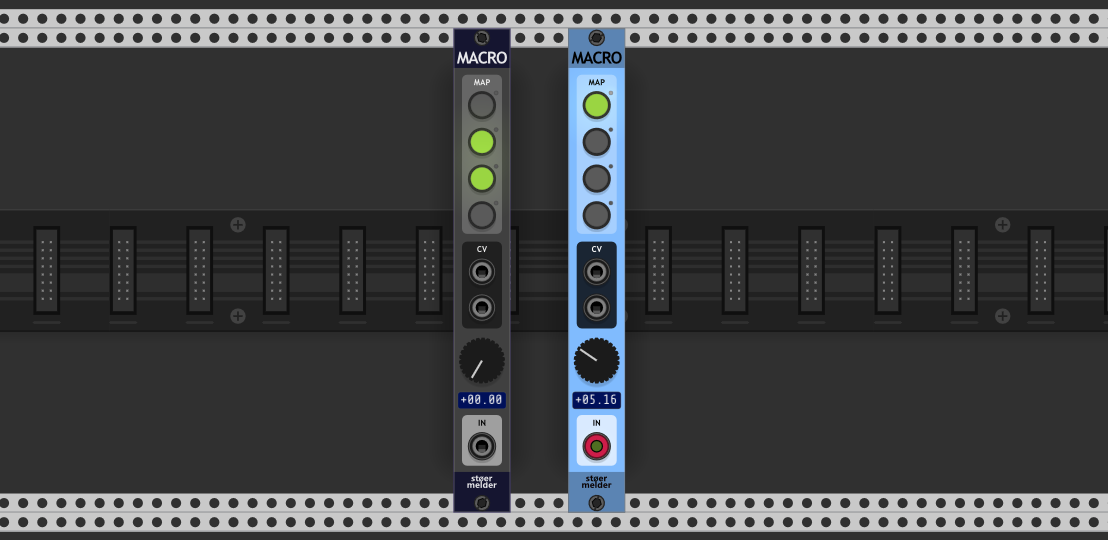 MACRO
MAP
CV
+00.00
IN
støer
melder
MACRO
MAP
CV
+05.16
IN
støer
melder